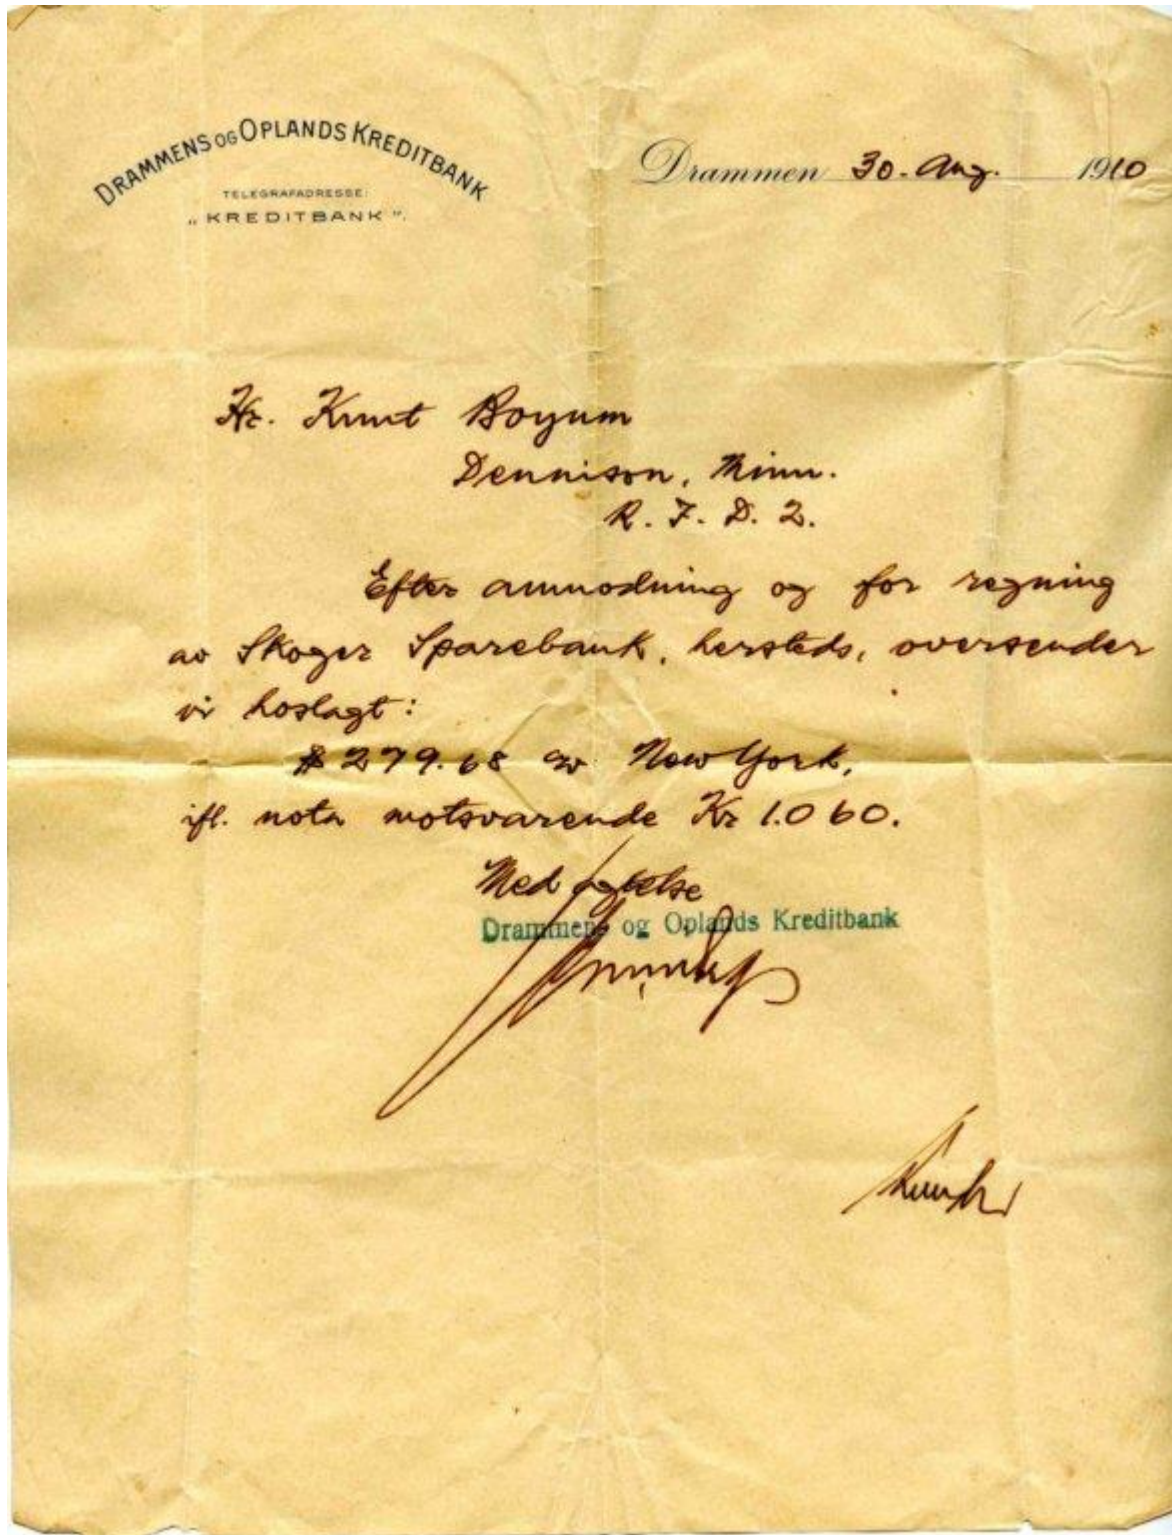 DRAMMENS OG OPLANDS KREDITBANK
TELEGRAFADRESSE:
„KREDITBANK".
Drammen 30. Aug. 1910
Hr. Knut Boyum
Dennison, Minn.
R. F. D. 2.
Efter anmodning og for regning
av Skoger Sparebank, hersteds, oversender
vi hoslagt:
$ 279.68 New York,
ifl. nota motsvarende Kr 1.060.
Med agtelse
Drammens og Oplands Kreditbank